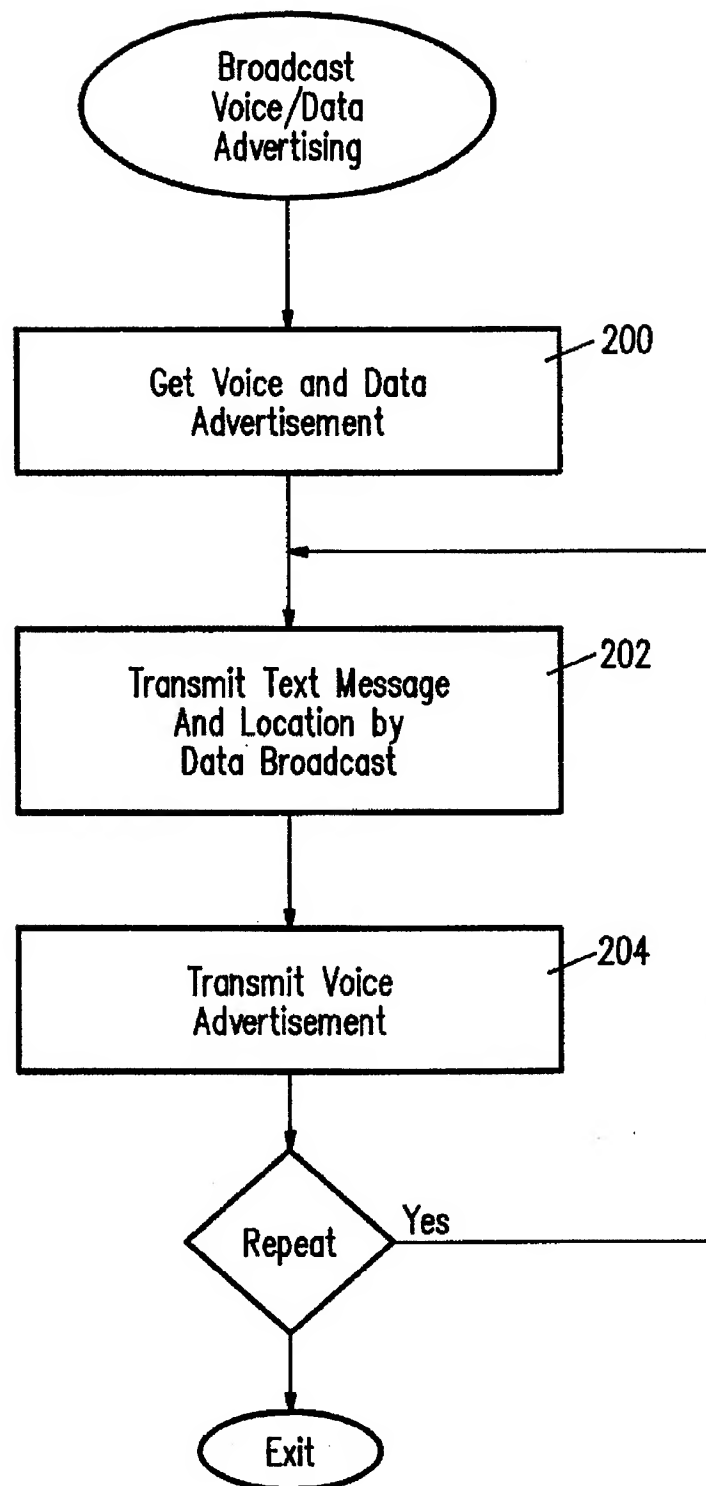 Broadcast
Voice/Data
Advertising
200
Get Voice and Data
Advertisement
202
Transmit Text Message
And Location by
Data Broadcast
204
Transmit Voice
Advertisement
Repeat
Yes
Exit